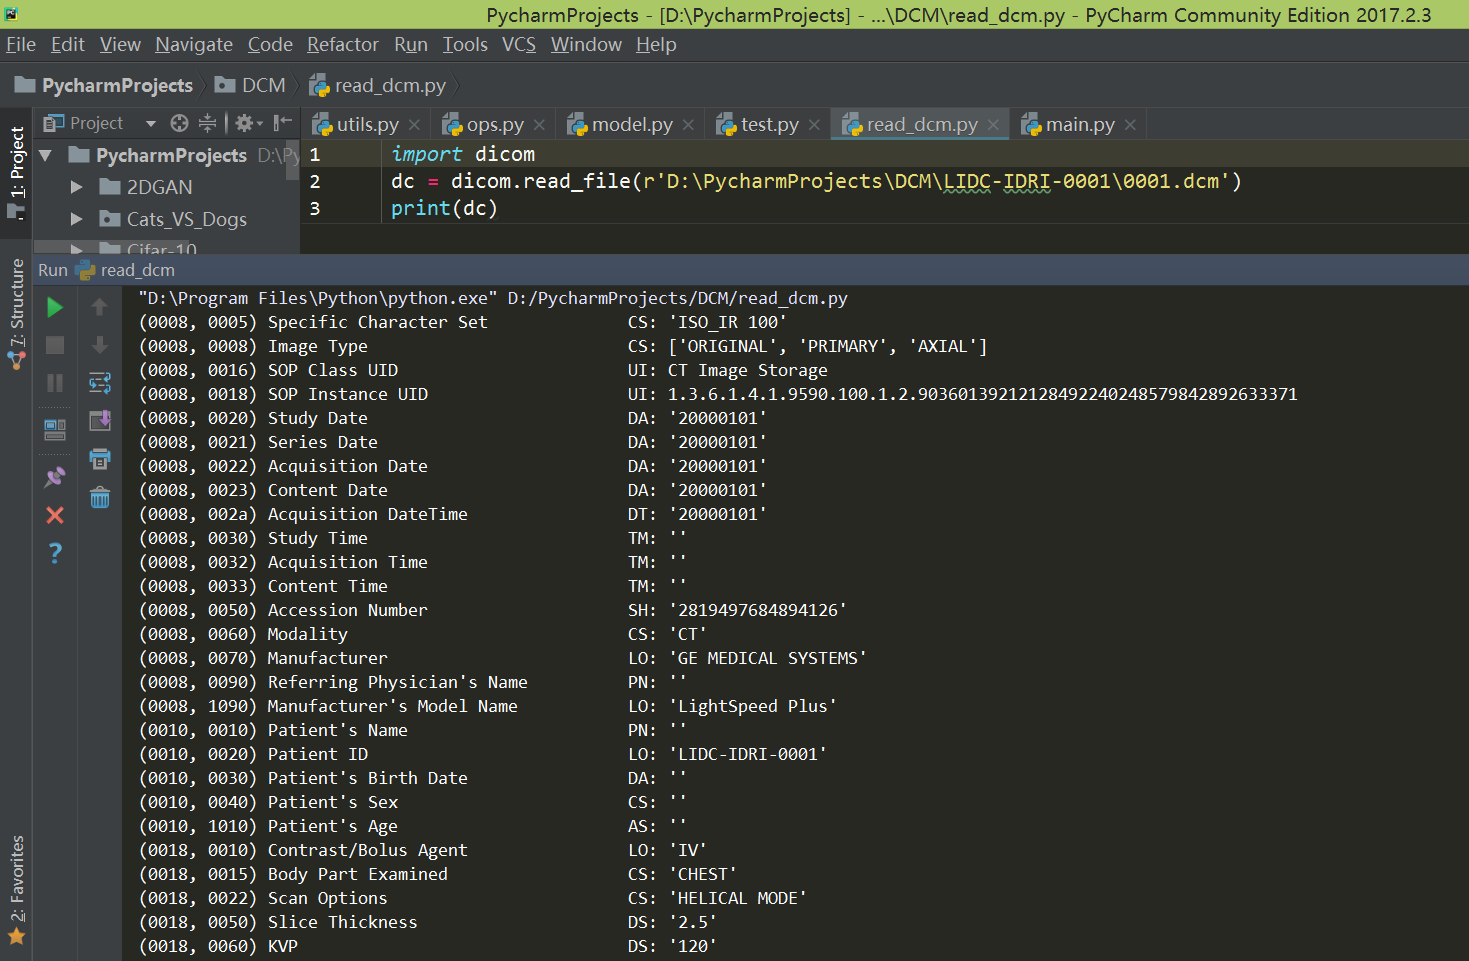 PycharmProjects - [D:\PycharmProjects] - ...\DCM\read_dcm.py - PyCharm Community Edition 2017.2.3
File Edit View Navigate Code Refactor Run Tools VCS Window Help
PycharmProjects DCM read_dcm.py
Project utils.py ops.py model.py test.py read_dcm.py main.py
1: Project
PycharmProjects D:\Py
2DGAN
Cats_VS_Dogs
Cifar-10
1 import dicom
2 dc = dicom.read_file(r'D:\PycharmProjects\DCM\LIDC-IDRI-0001\0001.dcm')
3 print(dc)
Run read_dcm
7: Structure
2: Favorites
"D:\Program Files\Python\python.exe" D:/PycharmProjects/DCM/read_dcm.py
(0008, 0005) Specific Character Set CS: 'ISO_IR 100'
(0008, 0008) Image Type CS: ['ORIGINAL', 'PRIMARY', 'AXIAL']
(0008, 0016) SOP Class UID UI: CT Image Storage
(0008, 0018) SOP Instance UID UI: 1.3.6.1.4.1.9590.100.1.2.90360139212128492240248579842892633371
(0008, 0020) Study Date DA: '20000101'
(0008, 0021) Series Date DA: '20000101'
(0008, 0022) Acquisition Date DA: '20000101'
(0008, 0023) Content Date DA: '20000101'
(0008, 002a) Acquisition DateTime DT: '20000101'
(0008, 0030) Study Time TM: ''
(0008, 0032) Acquisition Time TM: ''
(0008, 0033) Content Time TM: ''
(0008, 0050) Accession Number SH: '2819497684894126'
(0008, 0060) Modality CS: 'CT'
(0008, 0070) Manufacturer LO: 'GE MEDICAL SYSTEMS'
(0008, 0090) Referring Physician's Name PN: ''
(0008, 1090) Manufacturer's Model Name LO: 'LightSpeed Plus'
(0010, 0010) Patient's Name PN: ''
(0010, 0020) Patient ID LO: 'LIDC-IDRI-0001'
(0010, 0030) Patient's Birth Date DA: ''
(0010, 0040) Patient's Sex CS: ''
(0010, 1010) Patient's Age AS: ''
(0018, 0010) Contrast/Bolus Agent LO: 'IV'
(0018, 0015) Body Part Examined CS: 'CHEST'
(0018, 0022) Scan Options CS: 'HELICAL MODE'
(0018, 0050) Slice Thickness DS: '2.5'
(0018, 0060) KVP DS: '120'